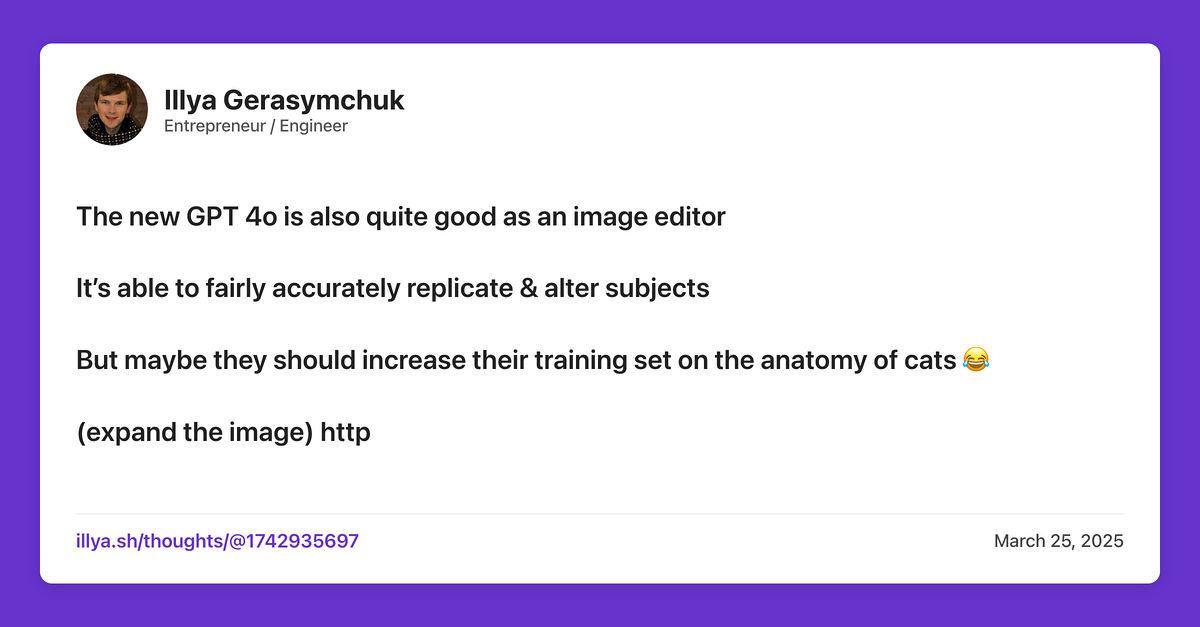 Illya Gerasymchuk
Entrepreneur / Engineer
The new GPT 4o is also quite good as an image editor
It’s able to fairly accurately replicate & alter subjects
But maybe they should increase their training set on the anatomy of cats 😂
(expand the image) http
illya.sh/thoughts/@1742935697
March 25, 2025